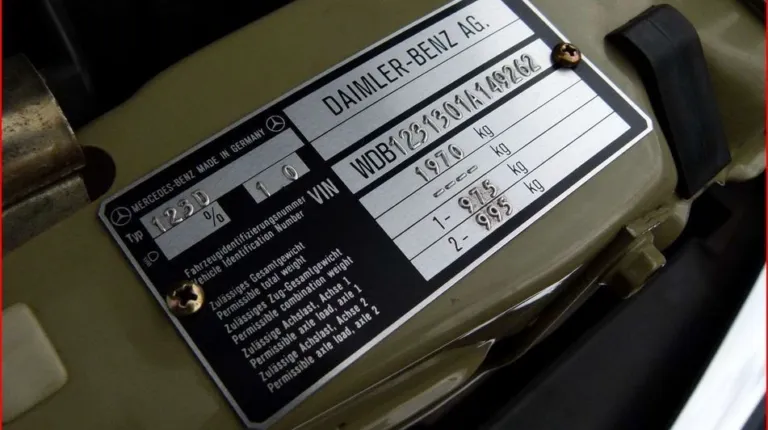 DAIMLER-BENZ AG.
MERCEDES-BENZ MADE IN GERMANY
Typ 123D
% 10
VIN WDB1231301A149262
Fahrzeugidentifizierungsnummer
Vehicle Identification Number
Zulässiges Gesamtgewicht 1970 kg
Permissible total weight
Zulässiges Zug-Gesamtgewicht ---- kg
Permissible combination weight
Zulässige Achslast, Achse 1 1- 975 kg
Permissible axle load, axle 1
Zulässige Achslast, Achse 2 2- 995 kg
Permissible axle load, axle 2